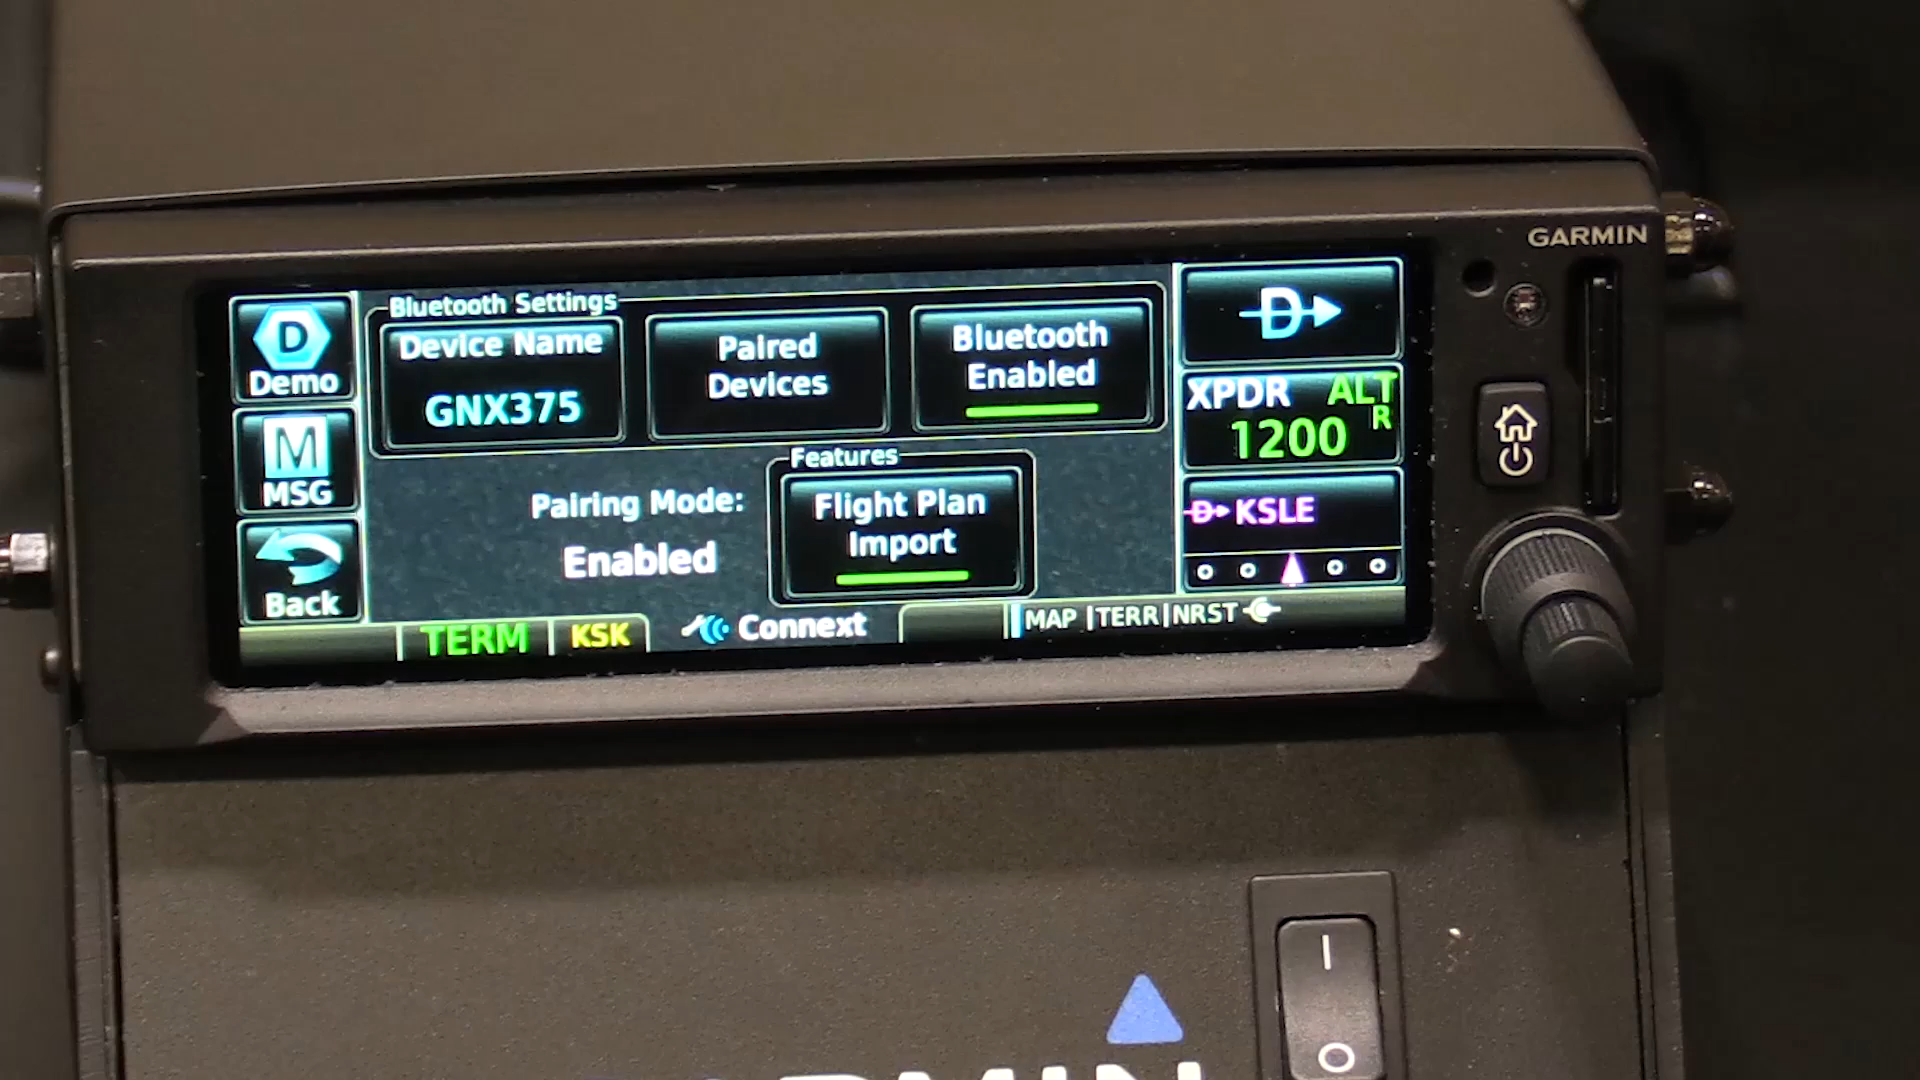 GARMIN
D
Demo
M
MSG
Back
Bluetooth Settings
Device Name
GNX375
Paired
Devices
Bluetooth
Enabled
Pairing Mode:
Enabled
Features
Flight Plan
Import
D
XPDR ALT
R
1200
D KSLE
TERM KSK
Connext
MAP |TERR|NRST